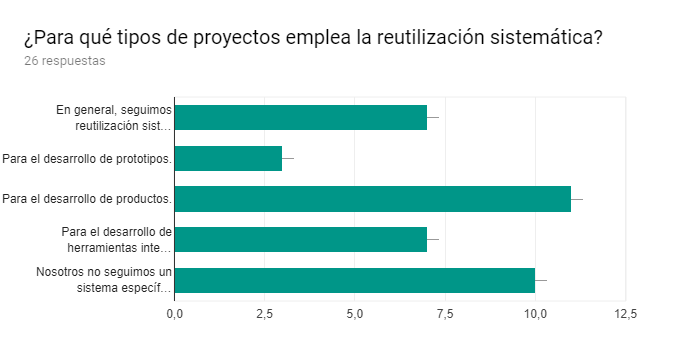 ¿Para qué tipos de proyectos emplea la reutilización sistemática?
26 respuestas
En general, seguimos
reutilización sist…
Para el desarrollo de prototipos.
Para el desarrollo de productos.
Para el desarrollo de
herramientas inte…
Nosotros no seguimos un
sistema específ…
0,0 2,5 5,0 7,5 10,0 12,5